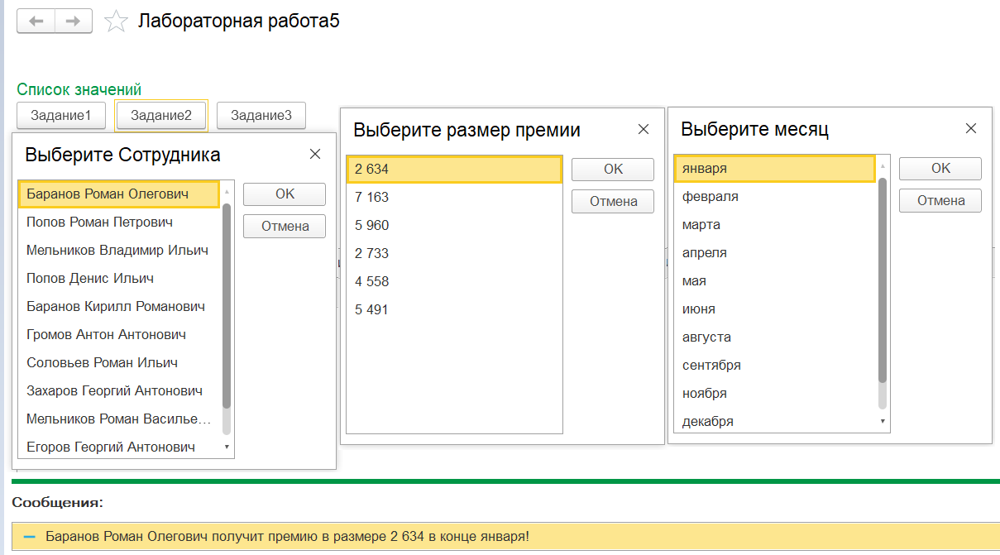 Лабораторная работа5
Список значений
Задание1
Задание2
Задание3
Выберите Сотрудника
Баранов Роман Олегович
Попов Роман Петрович
Мельников Владимир Ильич
Попов Денис Ильич
Баранов Кирилл Романович
Громов Антон Антонович
Соловьев Роман Ильич
Захаров Георгий Антонович
Мельников Роман Василье...
Егоров Георгий Антонович
OK
Отмена
Выберите размер премии
2 634
7 163
5 960
2 733
4 558
5 491
OK
Отмена
Выберите месяц
января
февраля
марта
апреля
мая
июня
августа
сентября
ноября
декабря
OK
Отмена
Сообщения:
Баранов Роман Олегович получит премию в размере 2 634 в конце января!